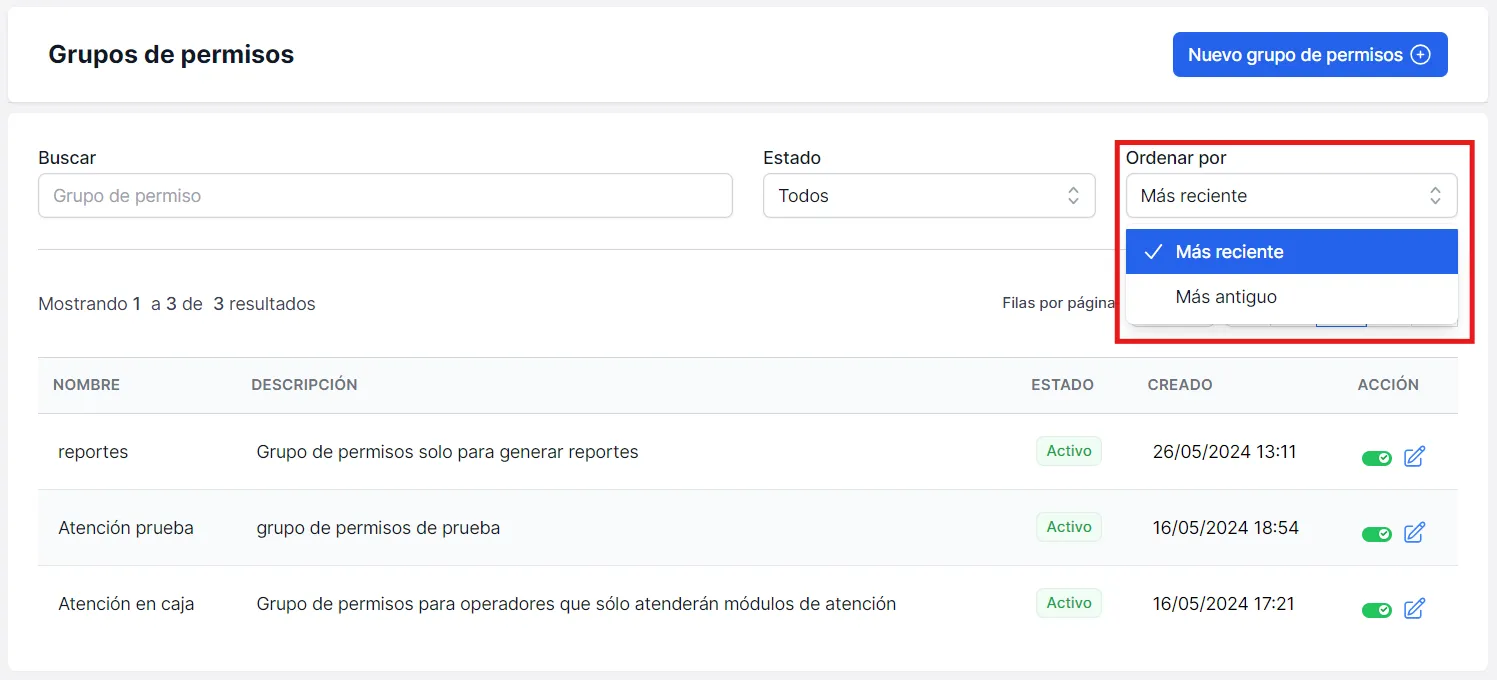 Grupos de permisos
Nuevo grupo de permisos
Buscar
Estado
Ordenar por
Grupo de permiso
Todos
Más reciente
Más reciente
Más antiguo
Mostrando 1 a 3 de 3 resultados
Filas por página
NOMBRE DESCRIPCIÓN ESTADO CREADO ACCIÓN
reportes Grupo de permisos solo para generar reportes Activo 26/05/2024 13:11
Atención prueba grupo de permisos de prueba Activo 16/05/2024 18:54
Atención en caja Grupo de permisos para operadores que sólo atenderán módulos de atención Activo 16/05/2024 17:21